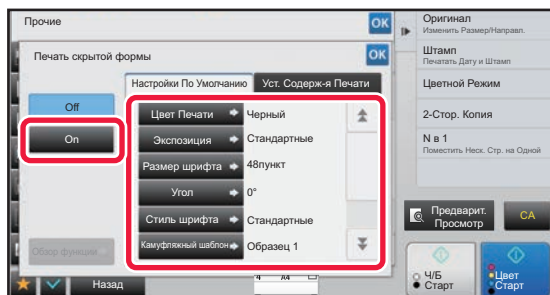 Прочие
OK
Печать скрытой формы
OK
Настройки По Умолчанию
Уст. Содерж-я Печати
Off
On
Цвет Печати
Черный
Экспозиция
Стандартные
Размер шрифта
48пункт
Угол
0°
Стиль шрифта
Стандартные
Камуфляжный шаблон
Образец 1
Обзор функции
Назад
A4
Оригинал
Изменить Размер/Направл.
Штамп
Печатать Дату и Штамп
Цветной Режим
2-Стор. Копия
N в 1
Поместить Неск. Стр. на Одной
Предварит.
Просмотр
CA
Ч/Б
Старт
Цвет
Старт